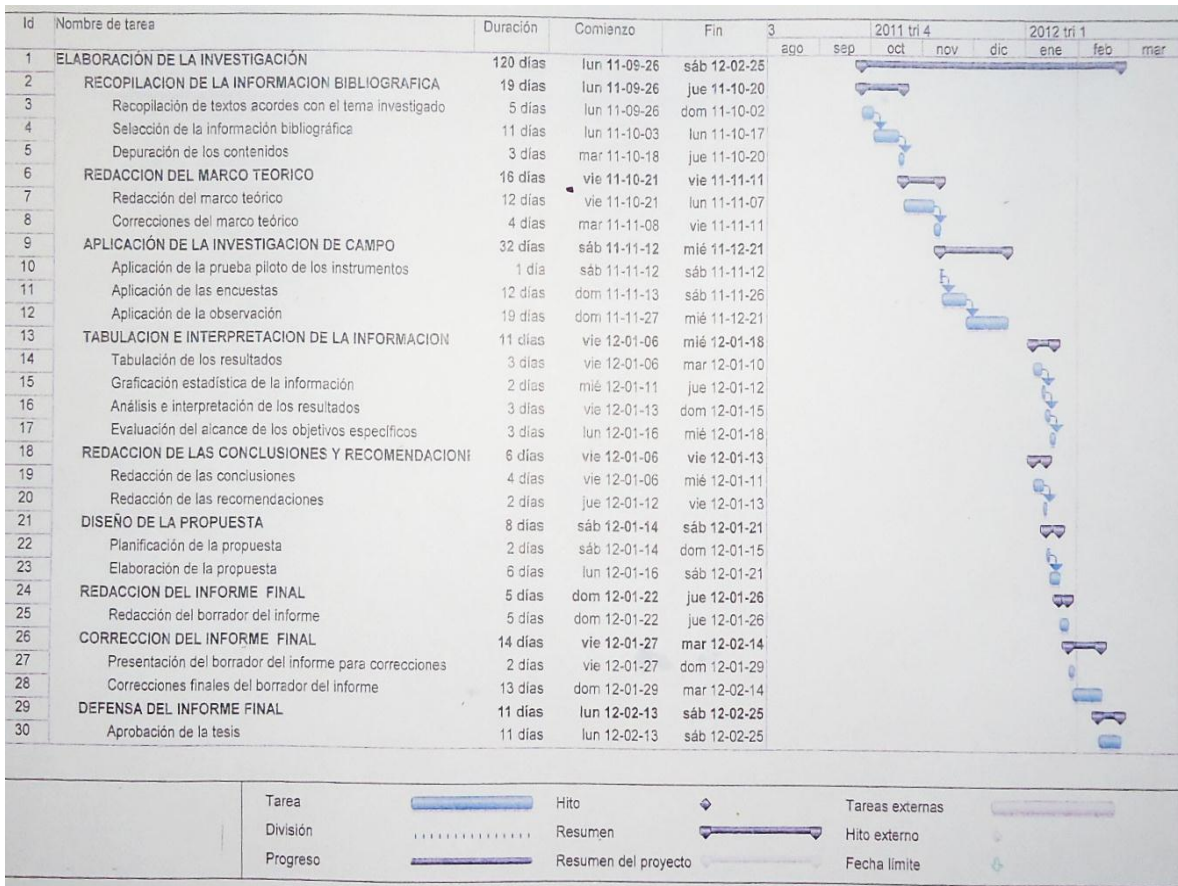 Id Nombre de tarea Duración Comienzo Fin 3 2011 tri 4 2012 tri 1
ago sep oct nov dic ene feb mar
1 ELABORACIÓN DE LA INVESTIGACIÓN 120 días lun 11-09-26 sáb 12-02-25
2 RECOPILACION DE LA INFORMACION BIBLIOGRAFICA 19 días lun 11-09-26 jue 11-10-20
3 Recopilación de textos acordes con el tema investigado 5 días lun 11-09-26 dom 11-10-02
4 Selección de la información bibliográfica 11 días lun 11-10-03 lun 11-10-17
5 Depuración de los contenidos 3 días mar 11-10-18 jue 11-10-20
6 REDACCION DEL MARCO TEORICO 16 días vie 11-10-21 vie 11-11-11
7 Redacción del marco teórico 12 días vie 11-10-21 lun 11-11-07
8 Correcciones del marco teórico 4 días mar 11-11-08 vie 11-11-11
9 APLICACIÓN DE LA INVESTIGACION DE CAMPO 32 días sáb 11-11-12 mié 11-12-21
10 Aplicación de la prueba piloto de los instrumentos 1 día sáb 11-11-12 sáb 11-11-12
11 Aplicación de las encuestas 12 días dom 11-11-13 sáb 11-11-26
12 Aplicación de la observación 19 días dom 11-11-27 mié 11-12-21
13 TABULACION E INTERPRETACION DE LA INFORMACION 11 días vie 12-01-06 mié 12-01-18
14 Tabulación de los resultados 3 días vie 12-01-06 mar 12-01-10
15 Graficación estadística de la información 2 días mié 12-01-11 jue 12-01-12
16 Análisis e interpretación de los resultados 3 días vie 12-01-13 dom 12-01-15
17 Evaluación del alcance de los objetivos específicos 3 días lun 12-01-16 mié 12-01-18
18 REDACCION DE LAS CONCLUSIONES Y RECOMENDACIONE 6 días vie 12-01-06 vie 12-01-13
19 Redacción de las conclusiones 4 días vie 12-01-06 mié 12-01-11
20 Redacción de las recomendaciones 2 días jue 12-01-12 vie 12-01-13
21 DISEÑO DE LA PROPUESTA 8 días sáb 12-01-14 sáb 12-01-21
22 Planificación de la propuesta 2 días sáb 12-01-14 dom 12-01-15
23 Elaboración de la propuesta 6 días lun 12-01-16 sáb 12-01-21
24 REDACCION DEL INFORME FINAL 5 días dom 12-01-22 jue 12-01-26
25 Redacción del borrador del informe 5 días dom 12-01-22 jue 12-01-26
26 CORRECCION DEL INFORME FINAL 14 días vie 12-01-27 mar 12-02-14
27 Presentación del borrador del informe para correcciones 2 días vie 12-01-27 dom 12-01-29
28 Correcciones finales del borrador del informe 13 días dom 12-01-29 mar 12-02-14
29 DEFENSA DEL INFORME FINAL 11 días lun 12-02-13 sáb 12-02-25
30 Aprobación de la tesis 11 días lun 12-02-13 sáb 12-02-25
Tarea Hito Tareas externas
División Resumen Hito externo
Progreso Resumen del proyecto Fecha límite